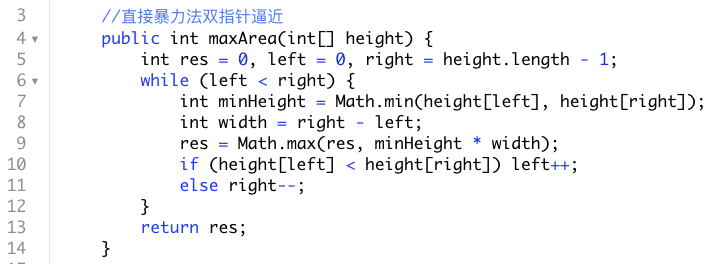 3 //直接暴力法双指针逼近
4 ▼ public int maxArea(int[] height) {
5 int res = 0, left = 0, right = height.length - 1;
6 ▼ while (left < right) {
7 int minHeight = Math.min(height[left], height[right]);
8 int width = right - left;
9 res = Math.max(res, minHeight * width);
10 if (height[left] < height[right]) left++;
11 else right--;
12 }
13 return res;
14 }